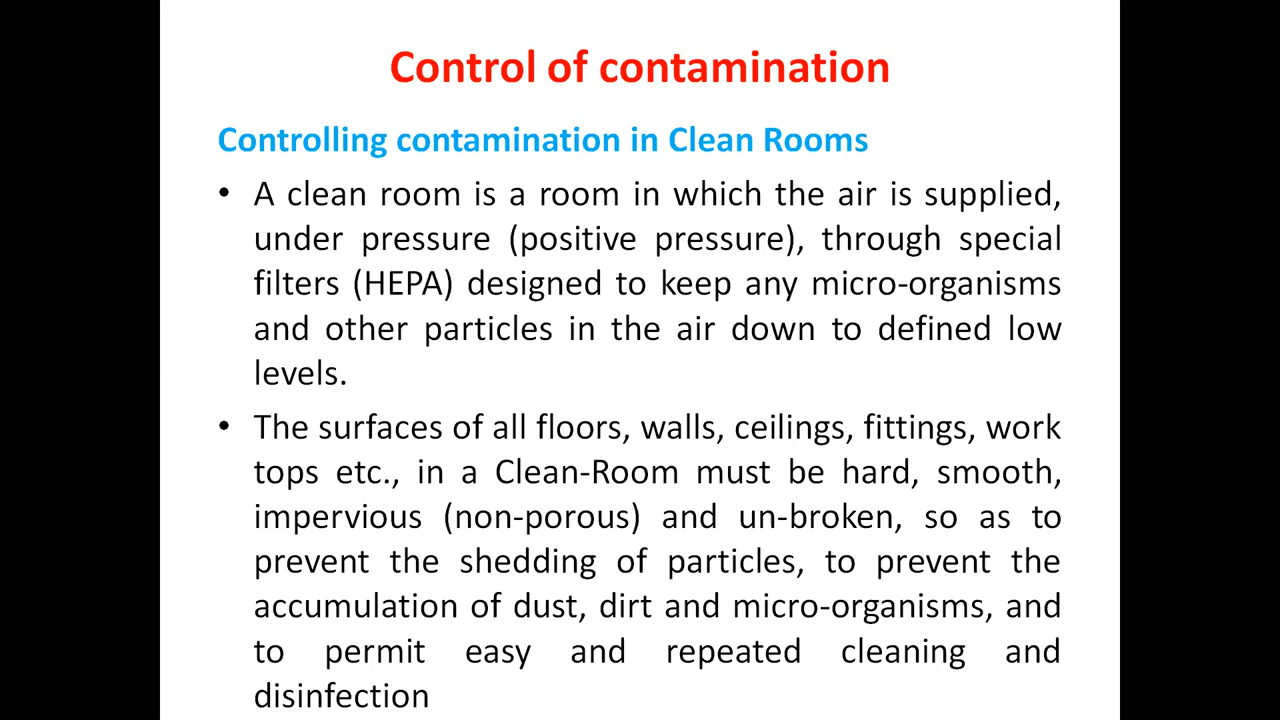 Control of contamination
Controlling contamination in Clean Rooms
• A clean room is a room in which the air is supplied,
under pressure (positive pressure), through special
filters (HEPA) designed to keep any micro-organisms
and other particles in the air down to defined low
levels.
• The surfaces of all floors, walls, ceilings, fittings, work
tops etc., in a Clean-Room must be hard, smooth,
impervious (non-porous) and un-broken, so as to
prevent the shedding of particles, to prevent the
accumulation of dust, dirt and micro-organisms, and
to permit easy and repeated cleaning and
disinfection